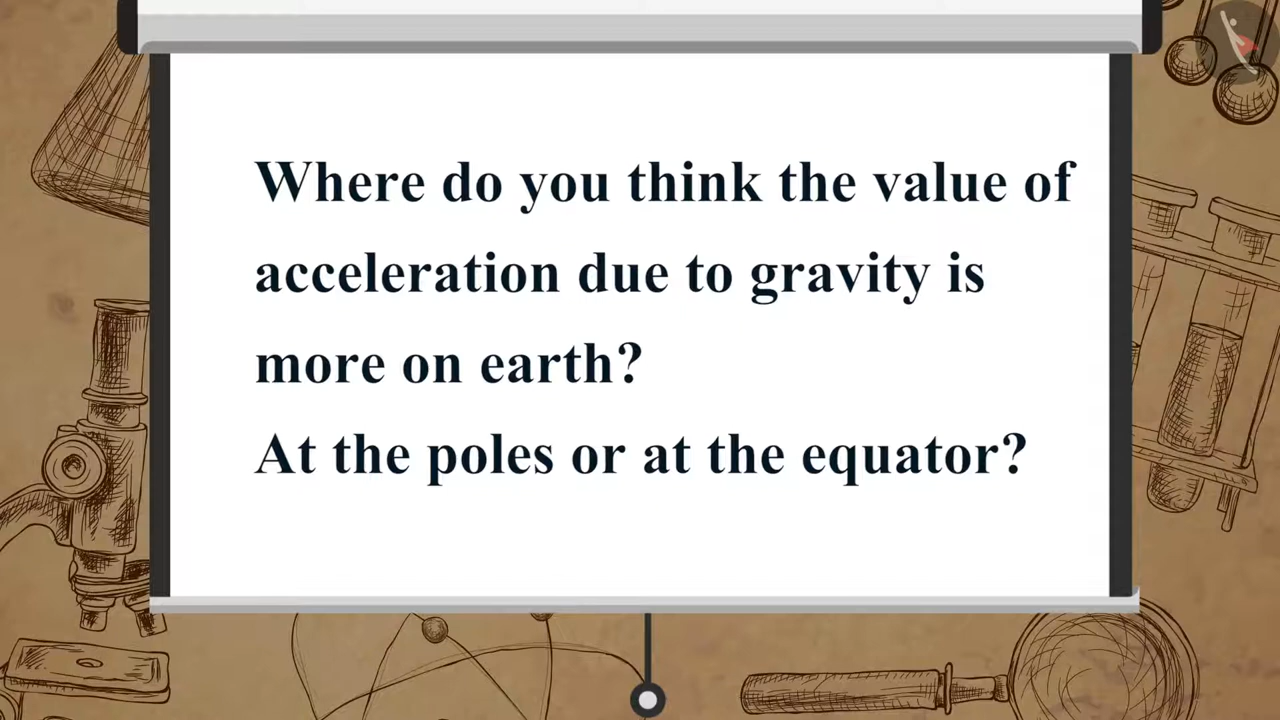 Where do you think the value of
acceleration due to gravity is
more on earth?
At the poles or at the equator?